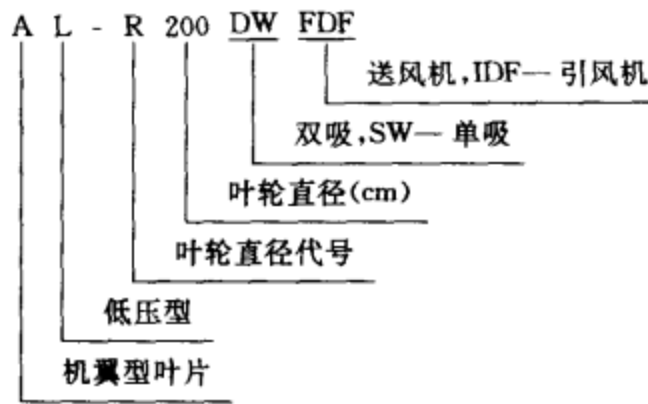 A L - R 200 DW FDF
送风机,IDF— 引风机
双吸,SW— 单吸
叶轮直径(cm)
叶轮直径代号
低压型
机翼型叶片